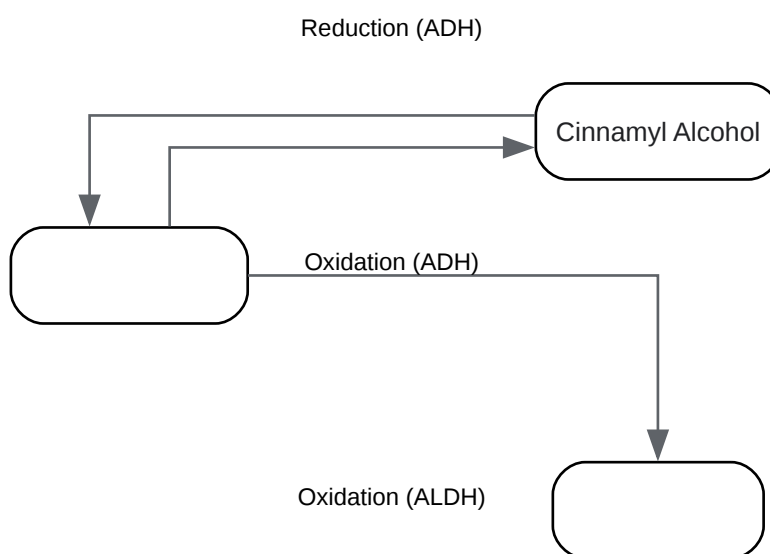 Reduction (ADH)
Cinnamyl Alcohol
Oxidation (ADH)
Oxidation (ALDH)